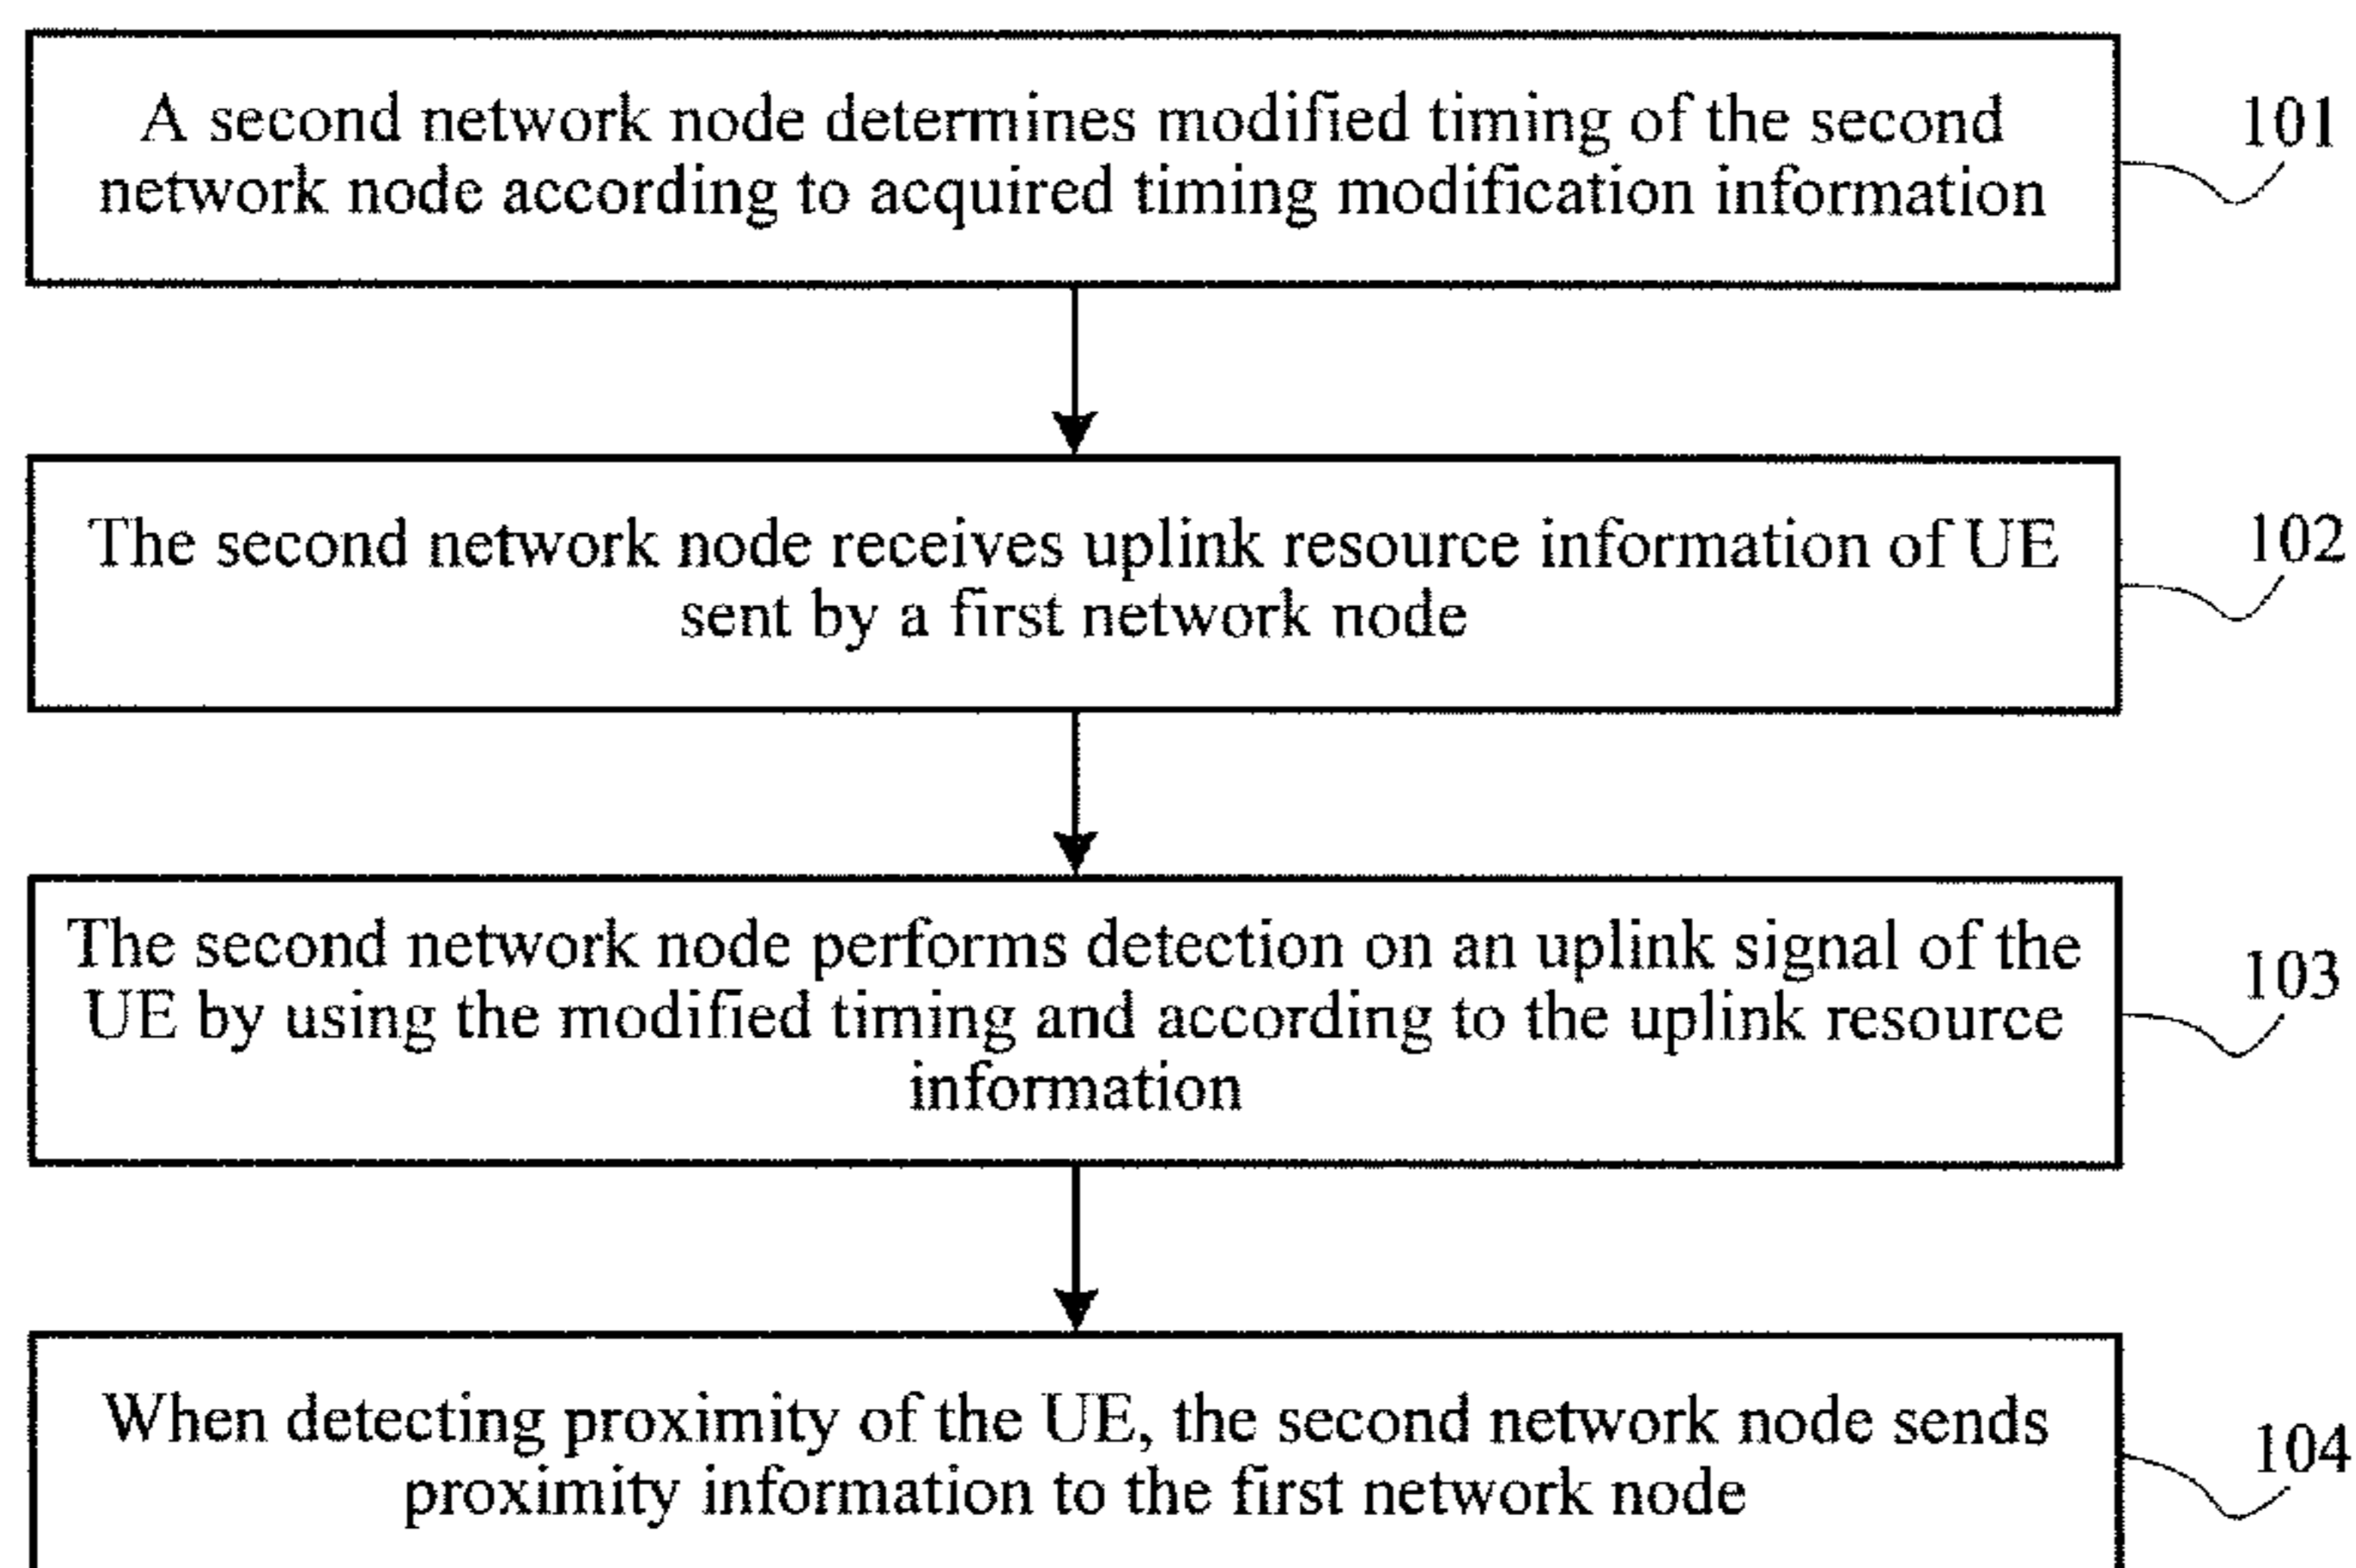 A second network node determines modified timing of the second
network node according to acquired timing modification information
101
The second network node receives uplink resource information of UE
sent by a first network node
102
The second network node performs detection on an uplink signal of the
UE by using the modified timing and according to the uplink resource
information
103
When detecting proximity of the UE, the second network node sends
proximity information to the first network node
104